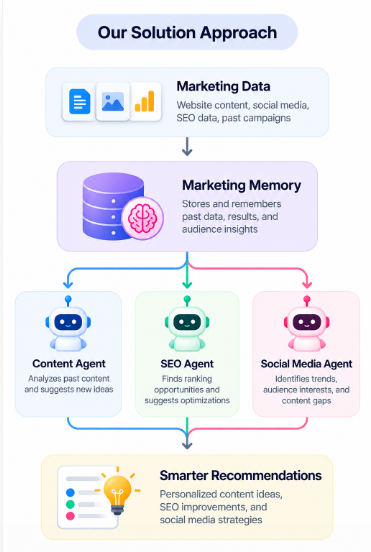 Our Solution Approach
Marketing Data
Website content, social media,
SEO data, past campaigns
Marketing Memory
Stores and remembers
past data, results, and
audience insights
Content Agent
Analyzes past content
and suggests new ideas
SEO Agent
Finds ranking
opportunities and
suggests optimizations
Social Media Agent
Identifies trends,
audience interests, and
content gaps
Smarter Recommendations
Personalized content ideas,
SEO improvements, and
social media strategies